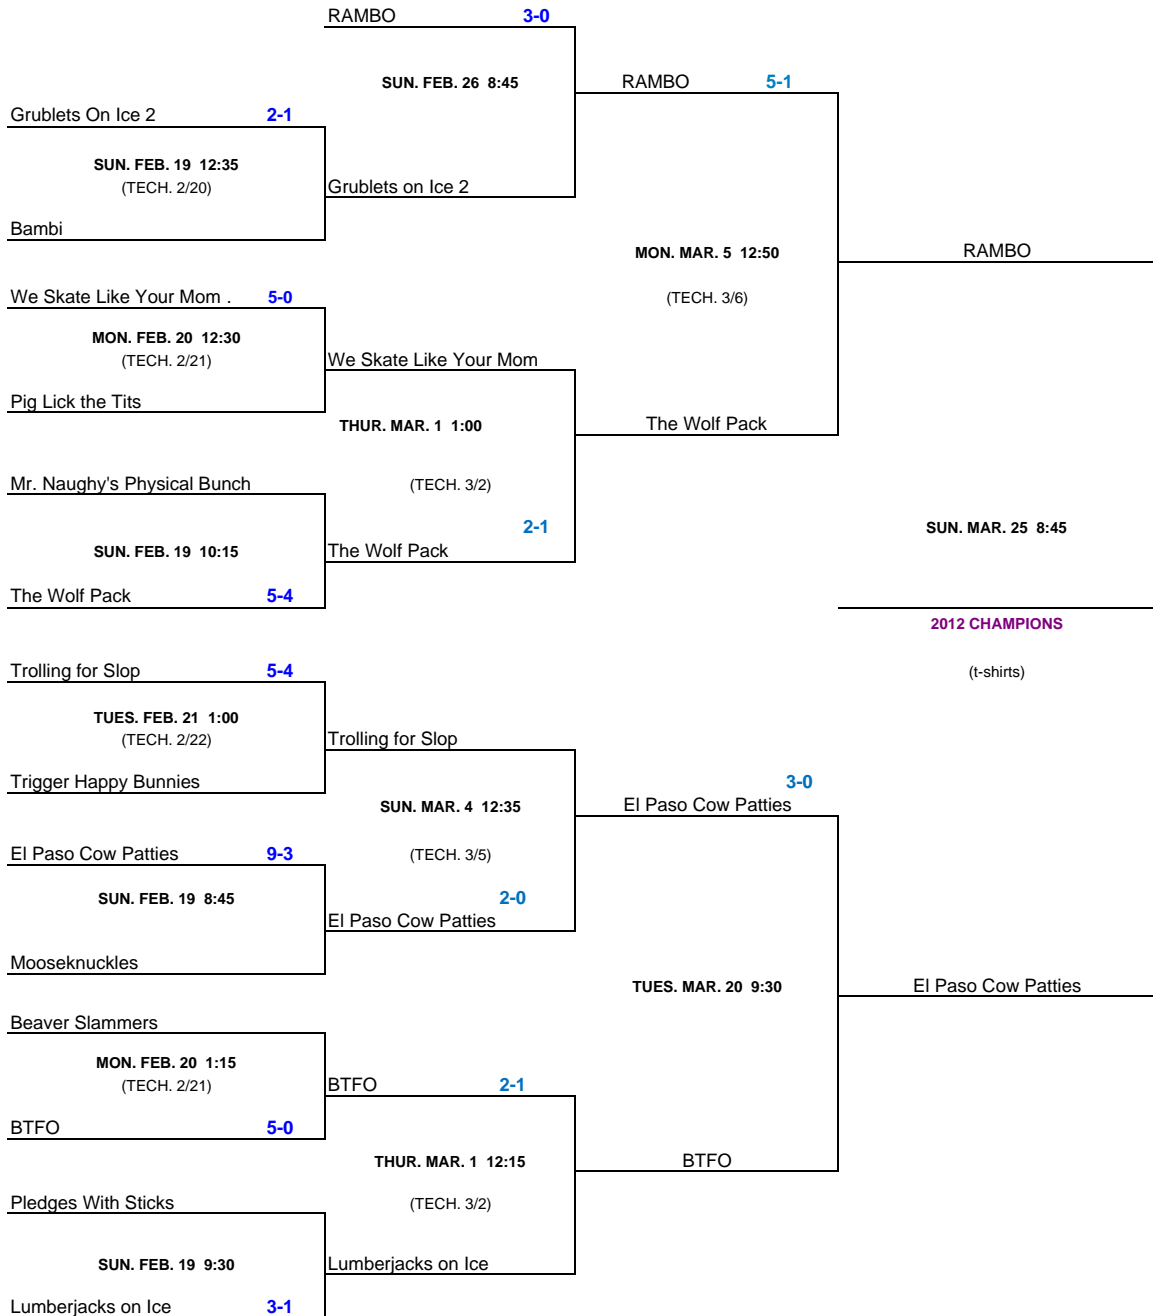 RAMBO 3-0
SUN. FEB. 26 8:45
RAMBO 5-1
Grublets On Ice 2 2-1
SUN. FEB. 19 12:35
(TECH. 2/20)
Grublets on Ice 2
Bambi
MON. MAR. 5 12:50
RAMBO
We Skate Like Your Mom . 5-0
(TECH. 3/6)
MON. FEB. 20 12:30
(TECH. 2/21)
We Skate Like Your Mom
Pig Lick the Tits
THUR. MAR. 1 1:00
The Wolf Pack
Mr. Naughy's Physical Bunch
(TECH. 3/2)
2-1
SUN. MAR. 25 8:45
SUN. FEB. 19 10:15
The Wolf Pack
The Wolf Pack 5-4
2012 CHAMPIONS
Trolling for Slop 5-4
(t-shirts)
TUES. FEB. 21 1:00
(TECH. 2/22)
Trolling for Slop
Trigger Happy Bunnies
3-0
SUN. MAR. 4 12:35
El Paso Cow Patties
El Paso Cow Patties 9-3
(TECH. 3/5)
SUN. FEB. 19 8:45
2-0
El Paso Cow Patties
Mooseknuckles
TUES. MAR. 20 9:30
El Paso Cow Patties
Beaver Slammers
MON. FEB. 20 1:15
(TECH. 2/21)
BTFO 2-1
BTFO 5-0
THUR. MAR. 1 12:15
BTFO
Pledges With Sticks
(TECH. 3/2)
SUN. FEB. 19 9:30
Lumberjacks on Ice
Lumberjacks on Ice 3-1